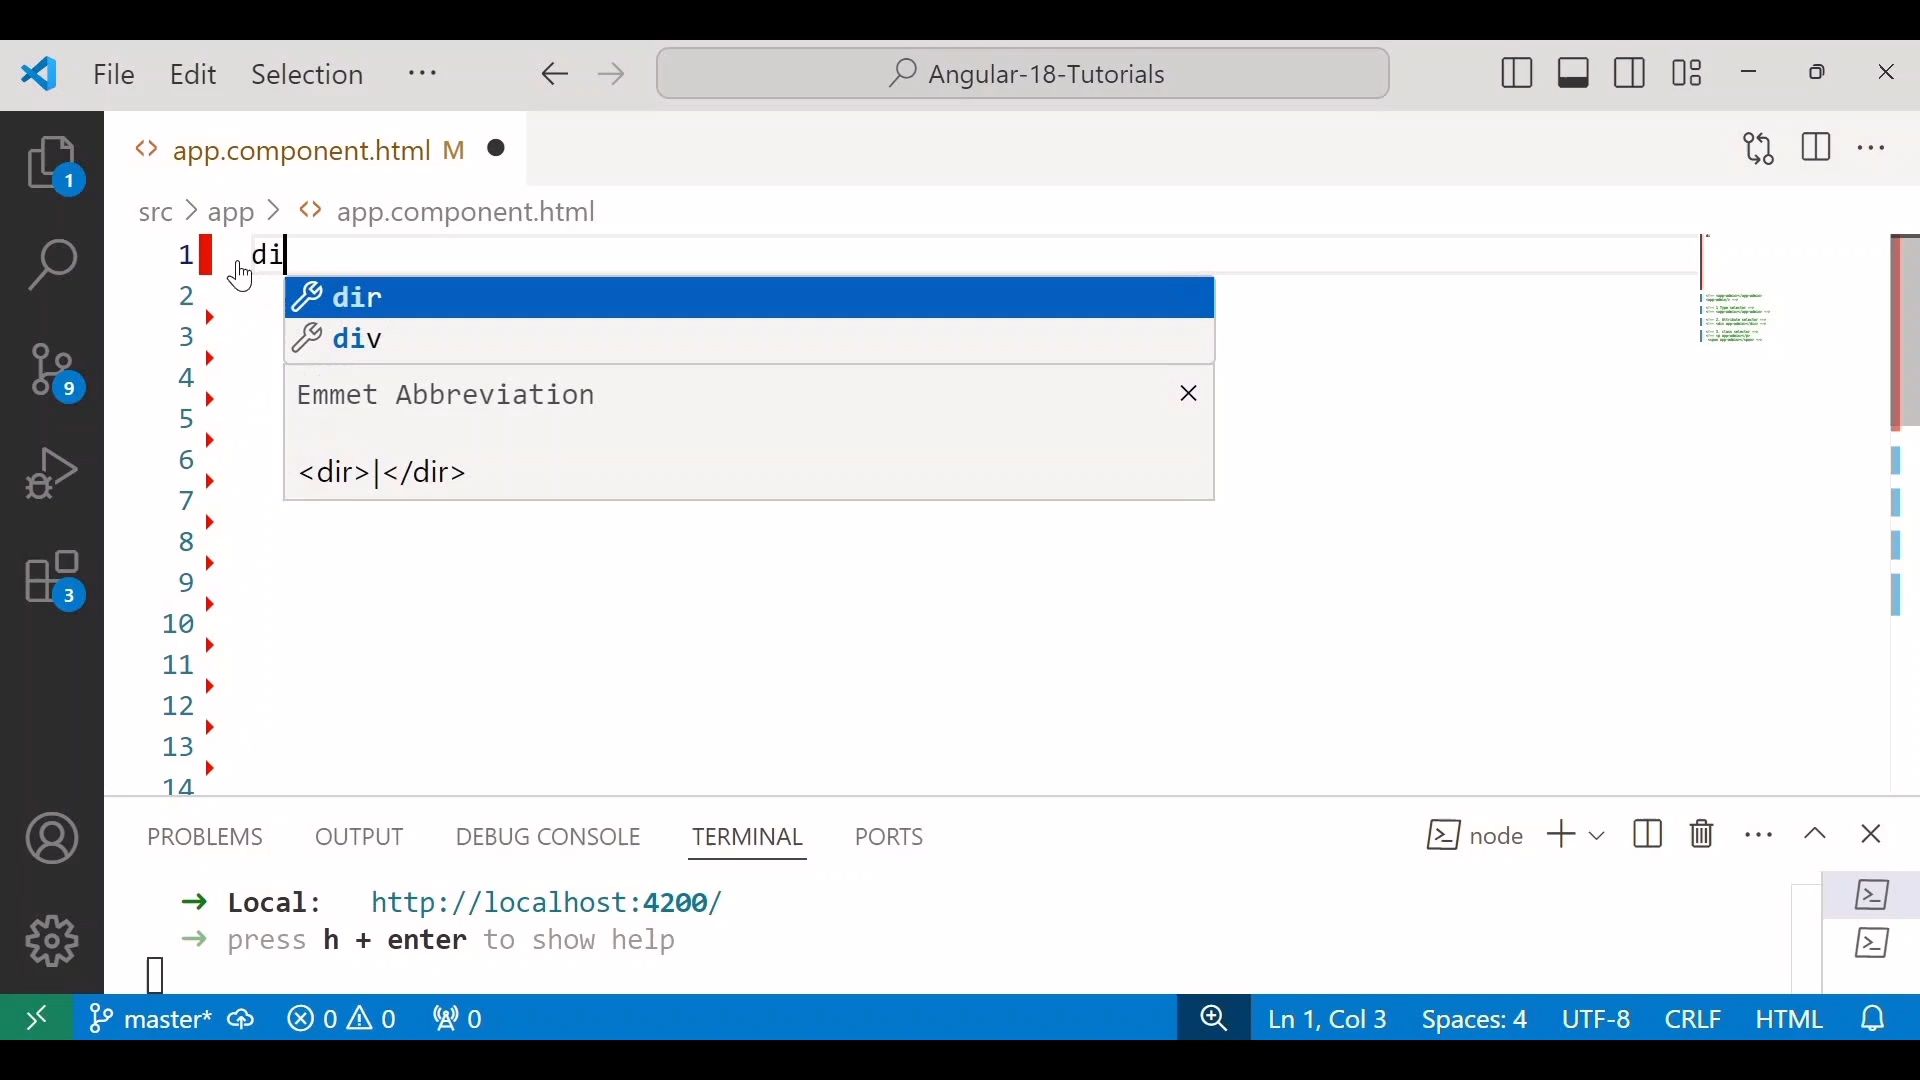 File Edit Selection ··· Angular-18-Tutorials
app.component.html M
src > app > app.component.html
1 di
2 dir
3 div
4 Emmet Abbreviation
5
6 <dir>|</dir>
7
8
9
10
11
12
13
14
PROBLEMS OUTPUT DEBUG CONSOLE TERMINAL PORTS node
➜ Local: http://localhost:4200/
➜ press h + enter to show help
master* 0 0 0 Ln 1, Col 3 Spaces: 4 UTF-8 CRLF HTML
1
9
3